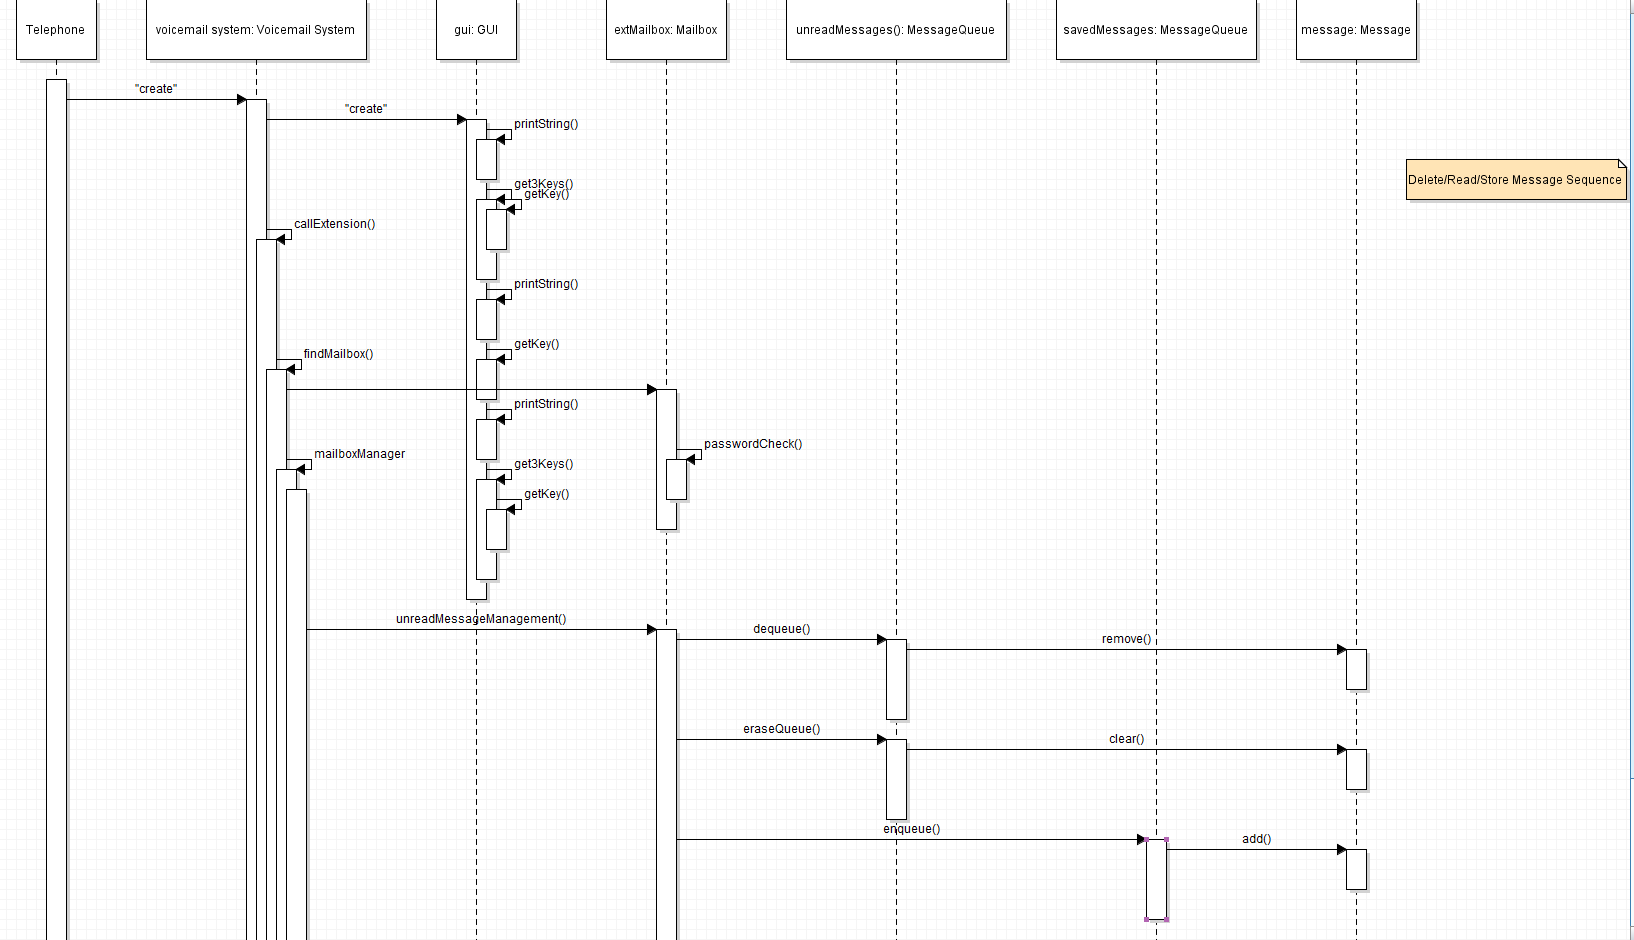 Telephone
voicemail system: Voicemail System
gui: GUI
extMailbox: Mailbox
unreadMessages(): MessageQueue
savedMessages: MessageQueue
message: Message
"create"
"create"
printString()
Delete/Read/Store Message Sequence
get3Keys()
getKey()
callExtension()
printString()
getKey()
findMailbox()
printString()
passwordCheck()
mailboxManager
get3Keys()
getKey()
unreadMessageManagement()
dequeue()
remove()
eraseQueue()
clear()
enqueue()
add()